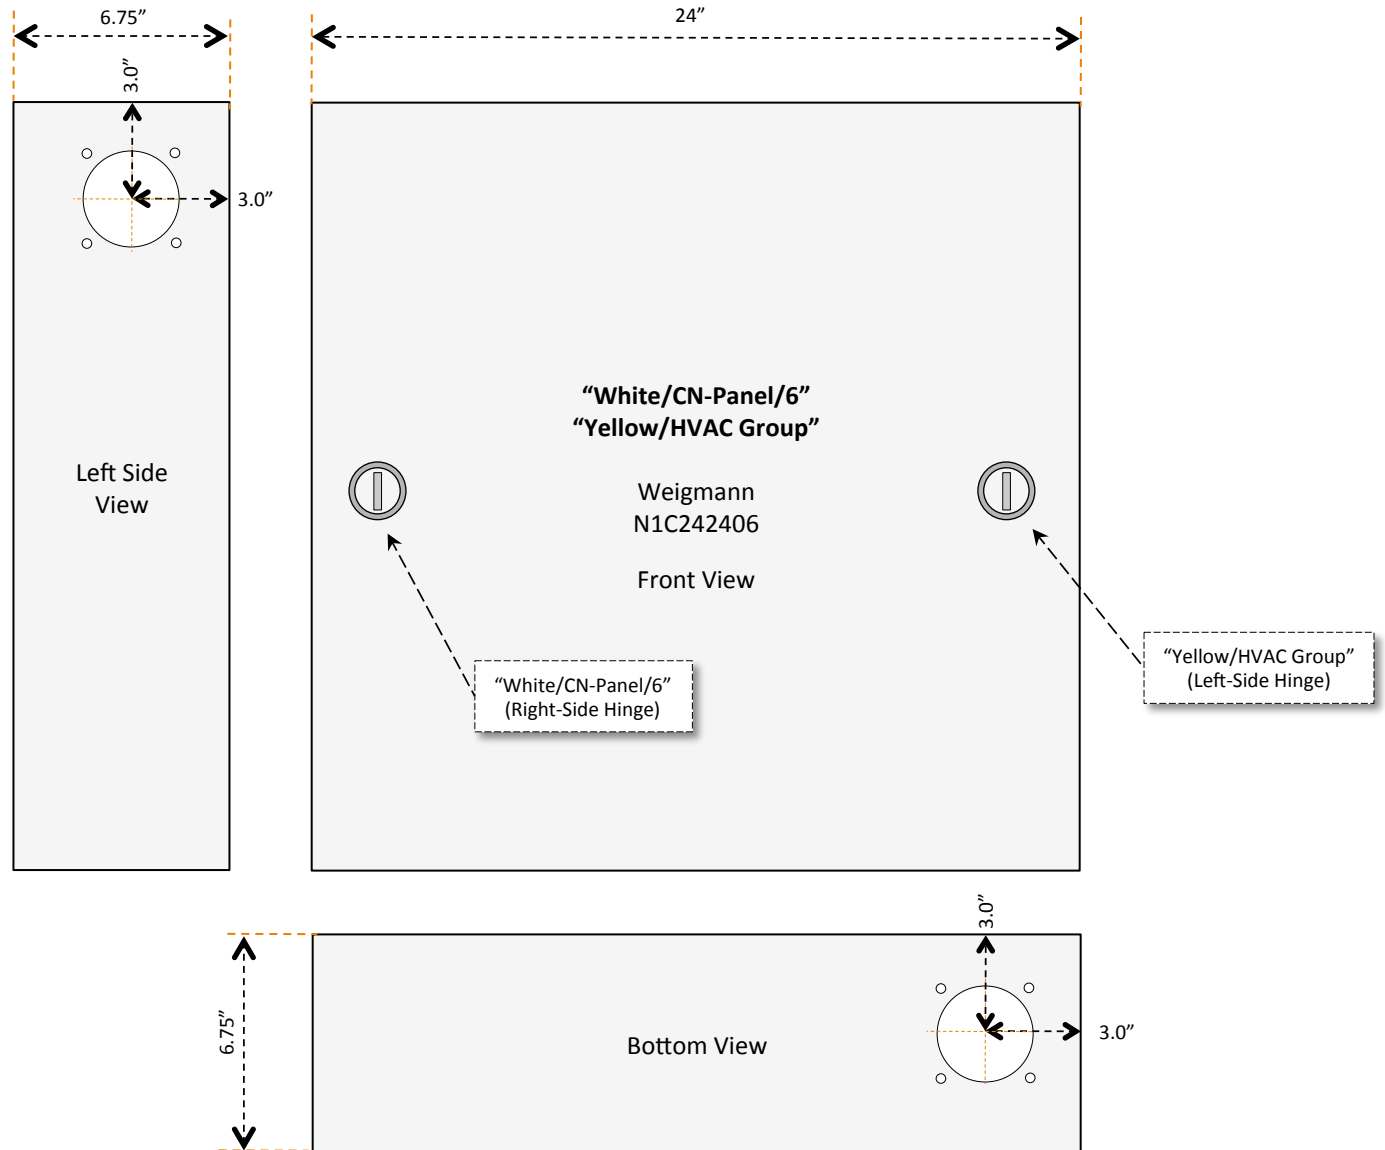 6.75”
24”
3.0”
3.0”
“White/CN-Panel/6”
“Yellow/HVAC Group”
Left Side
View
Weigmann
N1C242406
Front View
“White/CN-Panel/6”
(Right-Side Hinge)
“Yellow/HVAC Group”
(Left-Side Hinge)
3.0”
6.75”
Bottom View
3.0”